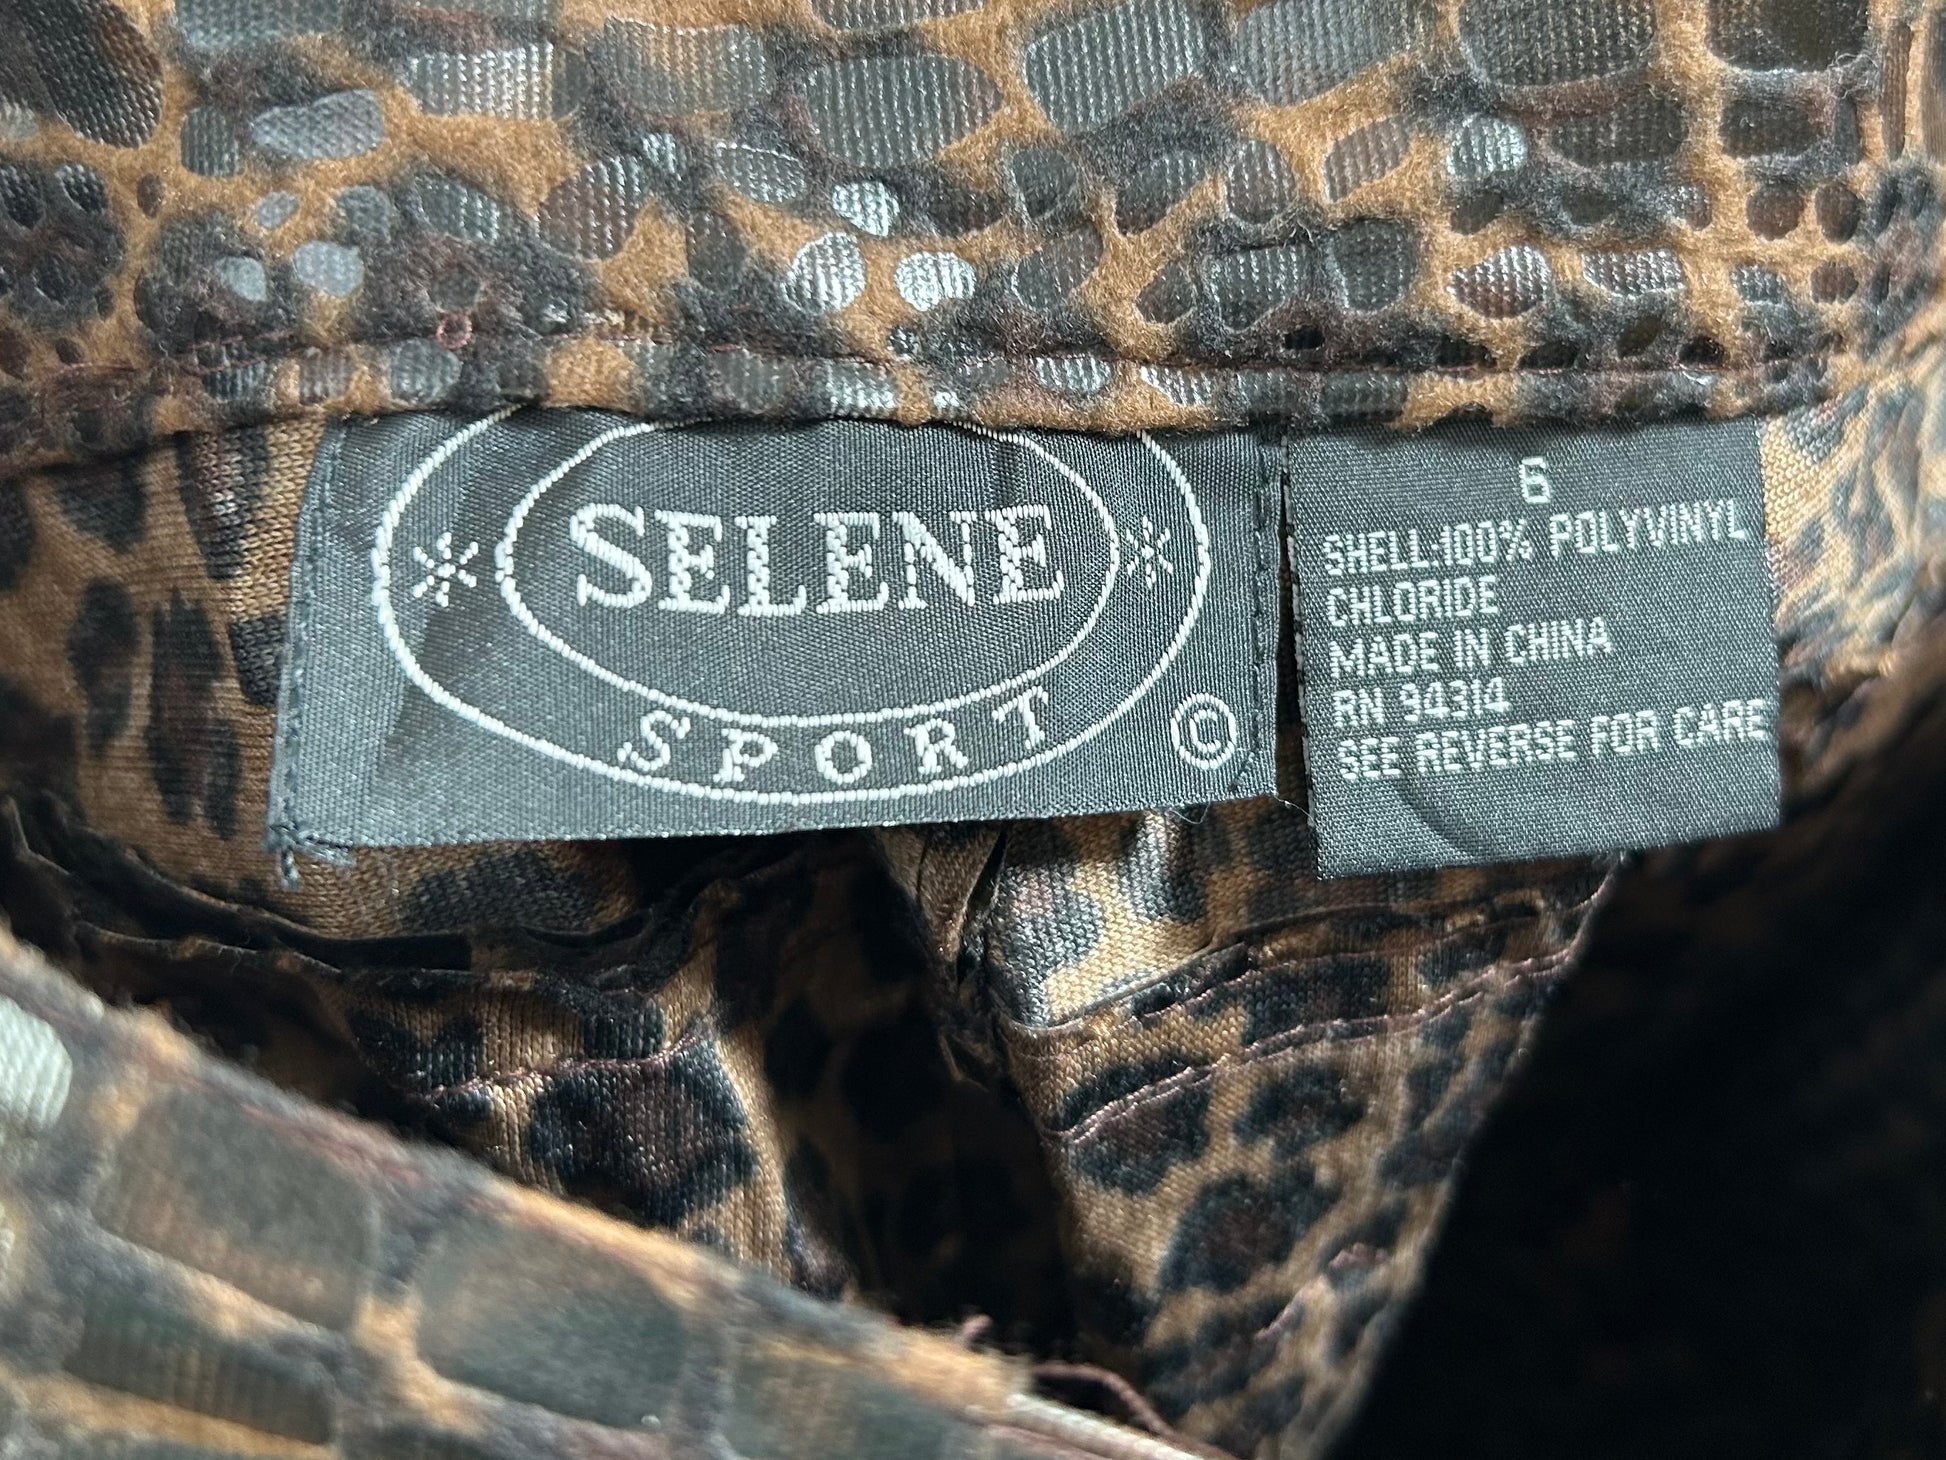 SELENE
SPORT
©
6
SHELL:100% POLYVINYL
CHLORIDE
MADE IN CHINA
RN 94314
SEE REVERSE FOR CARE